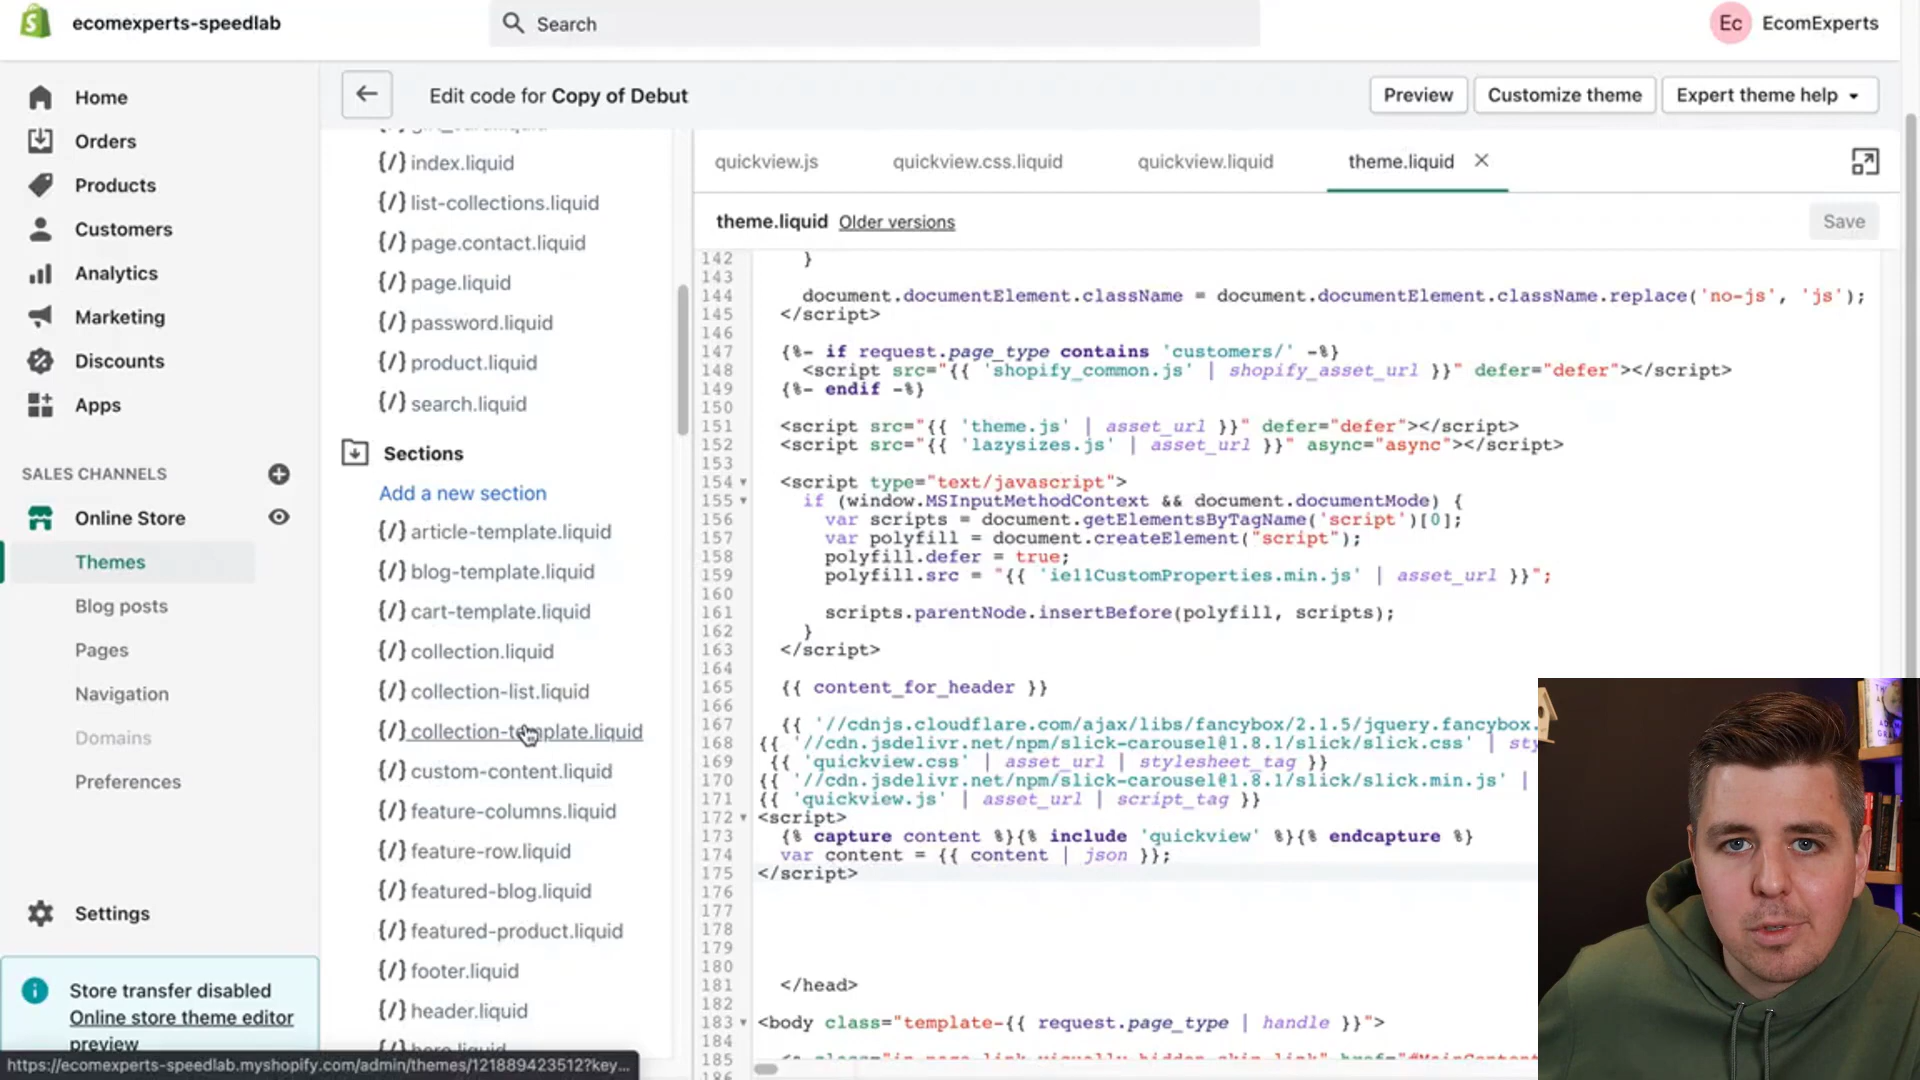 ecomexperts-speedlab
Search
Ec
EcomExperts
Home
Orders
Products
Customers
Analytics
Marketing
Discounts
Apps
SALES CHANNELS
Online Store
Themes
Blog posts
Pages
Navigation
Domains
Preferences
Settings
Store transfer disabled
Online store theme editor
preview
Edit code for Copy of Debut
Preview
Customize theme
Expert theme help
{/} index.liquid
{/} list-collections.liquid
{/} page.contact.liquid
{/} page.liquid
{/} password.liquid
{/} product.liquid
{/} search.liquid
Sections
Add a new section
{/} article-template.liquid
{/} blog-template.liquid
{/} cart-template.liquid
{/} collection.liquid
{/} collection-list.liquid
{/} collection-template.liquid
{/} custom-content.liquid
{/} feature-columns.liquid
{/} feature-row.liquid
{/} featured-blog.liquid
{/} featured-product.liquid
{/} footer.liquid
{/} header.liquid
https://ecomexperts-speedlab.myshopify.com/admin/themes/121889423512?key...
quickview.js quickview.css.liquid quickview.liquid theme.liquid
theme.liquid Older versions
Save
142 }
143
144 document.documentElement.className = document.documentElement.className.replace('no-js', 'js');
145 </script>
146
147 {%- if request.page_type contains 'customers/' -%}
148 <script src="{{ 'shopify_common.js' | shopify_asset_url }}" defer="defer"></script>
149 {%- endif -%}
150
151 <script src="{{ 'theme.js' | asset_url }}" defer="defer"></script>
152 <script src="{{ 'lazysizes.js' | asset_url }}" async="async"></script>
153
154 <script type="text/javascript">
155 if (window.MSInputMethodContext && document.documentMode) {
156 var scripts = document.getElementsByTagName('script')[0];
157 var polyfill = document.createElement("script");
158 polyfill.defer = true;
159 polyfill.src = "{{ 'ie11CustomProperties.min.js' | asset_url }}";
160
161 scripts.parentNode.insertBefore(polyfill, scripts);
162 }
163 </script>
164
165 {{ content_for_header }}
166
167 {{ '//cdnjs.cloudflare.com/ajax/libs/fancybox/2.1.5/jquery.fancybox.
168 {{ '//cdn.jsdelivr.net/npm/slick-carousel@1.8.1/slick/slick.css' | sty
169 {{ 'quickview.css' | asset_url | stylesheet_tag }}
170 {{ '//cdn.jsdelivr.net/npm/slick-carousel@1.8.1/slick/slick.min.js' |
171 {{ 'quickview.js' | asset_url | script_tag }}
172 <script>
173 {% capture content %}{% include 'quickview' %}{% endcapture %}
174 var content = {{ content | json }};
175 </script>
176
177
178
179
180
181 </head>
182
183 <body class="template-{{ request.page_type | handle }}">
184
185
186